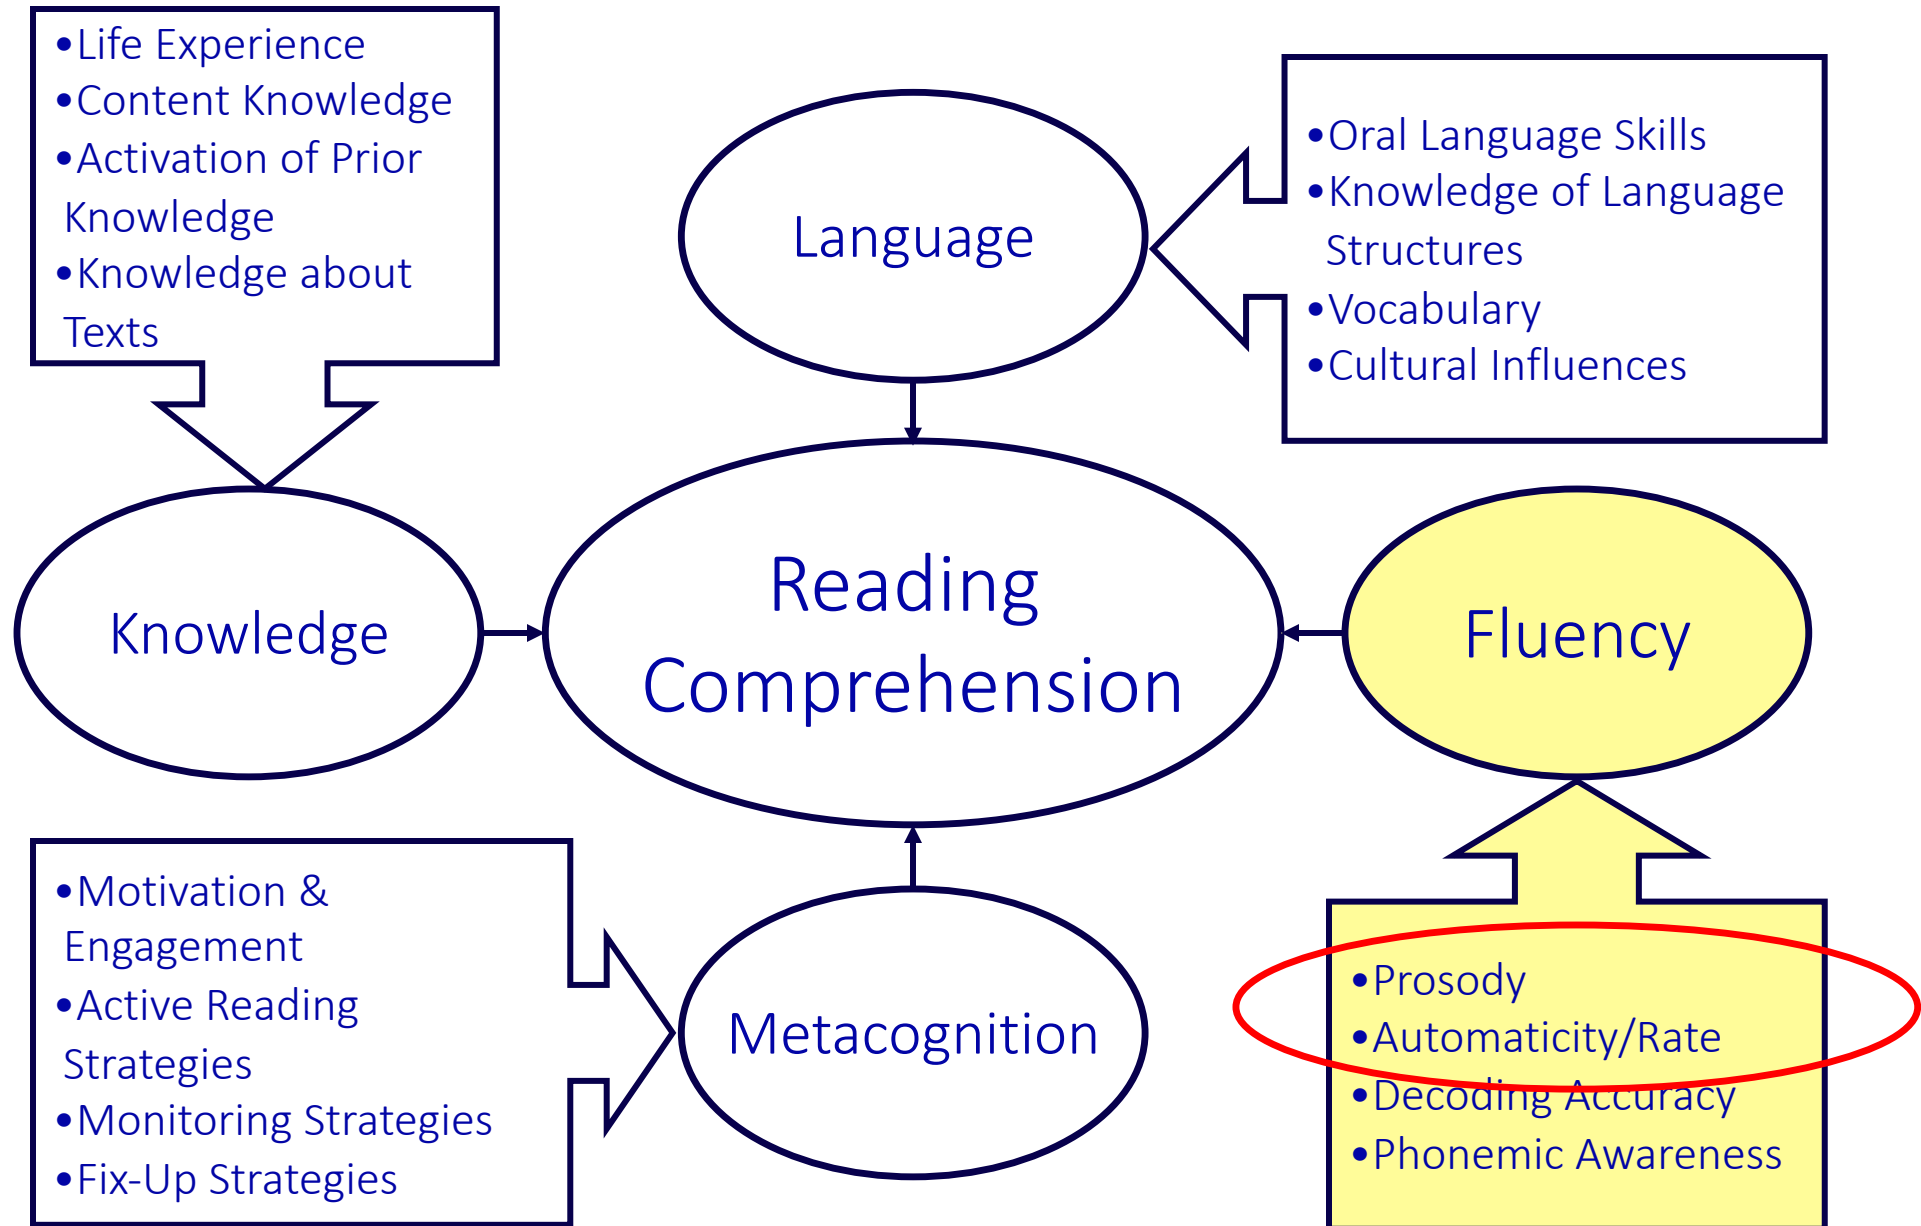 •Life Experience
•Content Knowledge
•Activation of Prior
Knowledge
•Knowledge about
Texts
Language
•Oral Language Skills
•Knowledge of Language
Structures
•Vocabulary
•Cultural Influences
Knowledge
Reading
Comprehension
Fluency
•Motivation &
Engagement
•Active Reading
Strategies
•Monitoring Strategies
•Fix-Up Strategies
Metacognition
•Prosody
•Automaticity/Rate
•Decoding Accuracy
•Phonemic Awareness